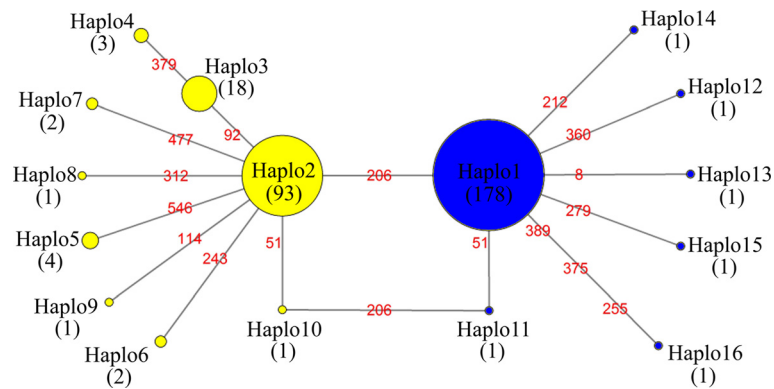 Haplo4
(3)
379
Haplo3
(18)
92
Haplo7
(2)
477
Haplo8
(1)
312
Haplo5
(4)
546
Haplo9
(1)
114
Haplo6
(2)
243
Haplo2
(93)
206
51
Haplo10
(1)
206
Haplo11
(1)
51
Haplo1
(178)
Haplo14
(1)
212
Haplo12
(1)
360
Haplo13
(1)
8
Haplo15
(1)
279
389
375
255
Haplo16
(1)